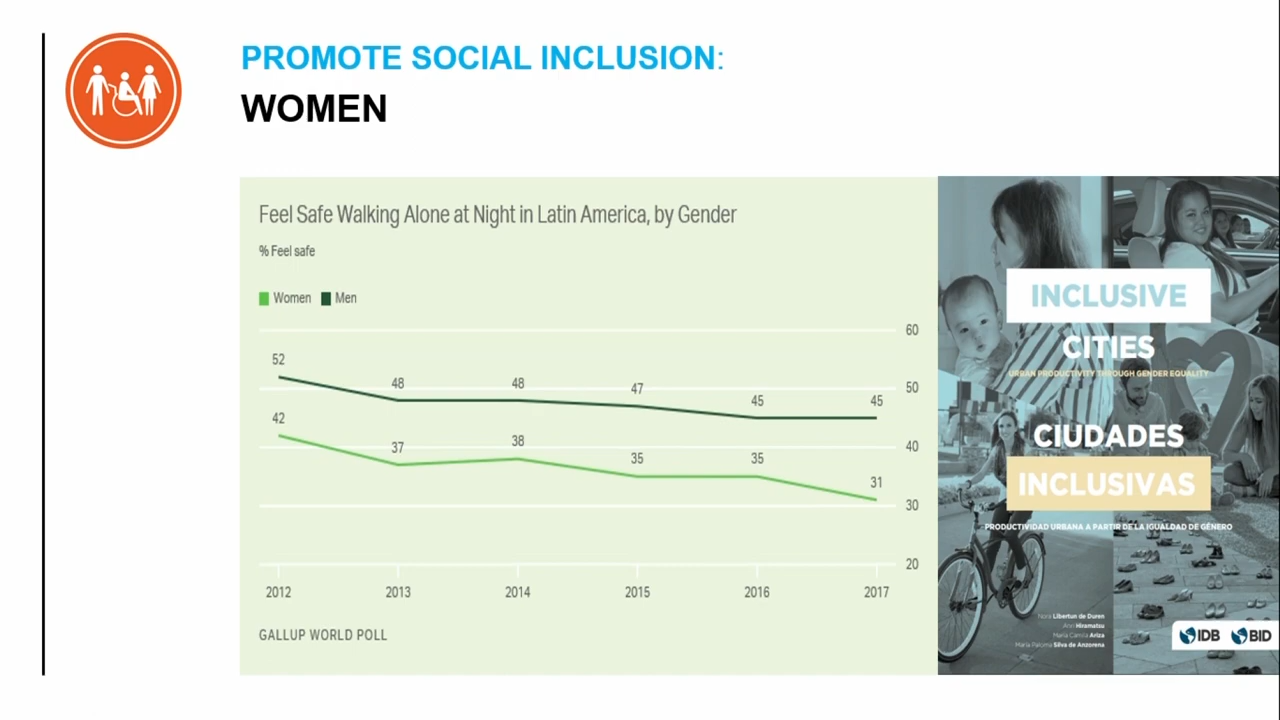 PROMOTE SOCIAL INCLUSION:
WOMEN
Feel Safe Walking Alone at Night in Latin America, by Gender
% Feel safe
Women Men
60
50
40
30
20
52
48
48
47
45
45
42
37
38
35
35
31
2012 2013 2014 2015 2016 2017
GALLUP WORLD POLL
INCLUSIVE
CITIES
URBAN PRODUCTIVITY THROUGH GENDER EQUALITY
CIUDADES
INCLUSIVAS
PRODUCTIVIDAD URBANA A PARTIR DE LA IGUALDAD DE GÉNERO
Nora Libertun de Duren
Ann Hiramatsu
María Camila Ariza
María Paloma Silva de Anzorena
IDB BID